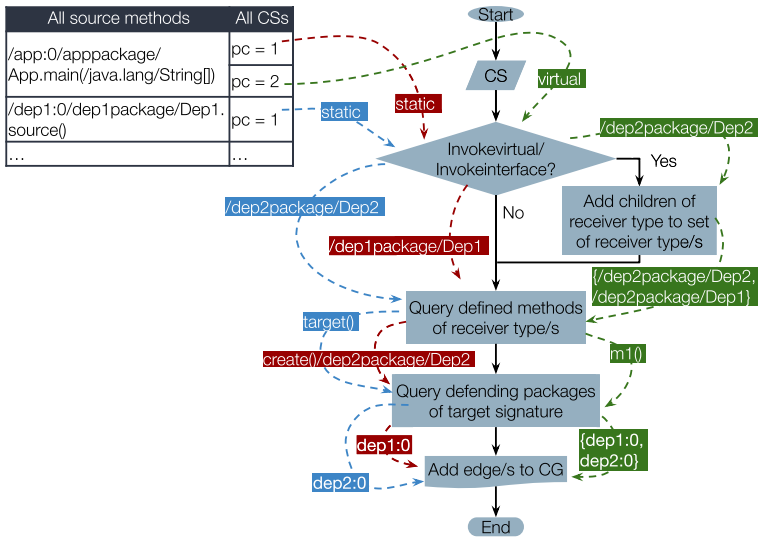 All source methods
All CSs
/app:0/apppackage/
App.main(/java.lang/String[])
pc = 1
pc = 2
/dep1:0/dep1package/Dep1.
source()
pc = 1
...
...
Start
CS
virtual
static
static
Invokevirtual/
Invokeinterface?
/dep2package/Dep2
Yes
No
Add children of
receiver type to set
of receiver type/s
/dep2package/Dep2
/dep1package/Dep1
{/dep2package/Dep2,
/dep2package/Dep1}
Query defined methods
of receiver type/s
target()
create()/dep2package/Dep2
m1()
Query defending packages
of target signature
dep1:0
{dep1:0,
dep2:0}
dep2:0
Add edge/s to CG
End